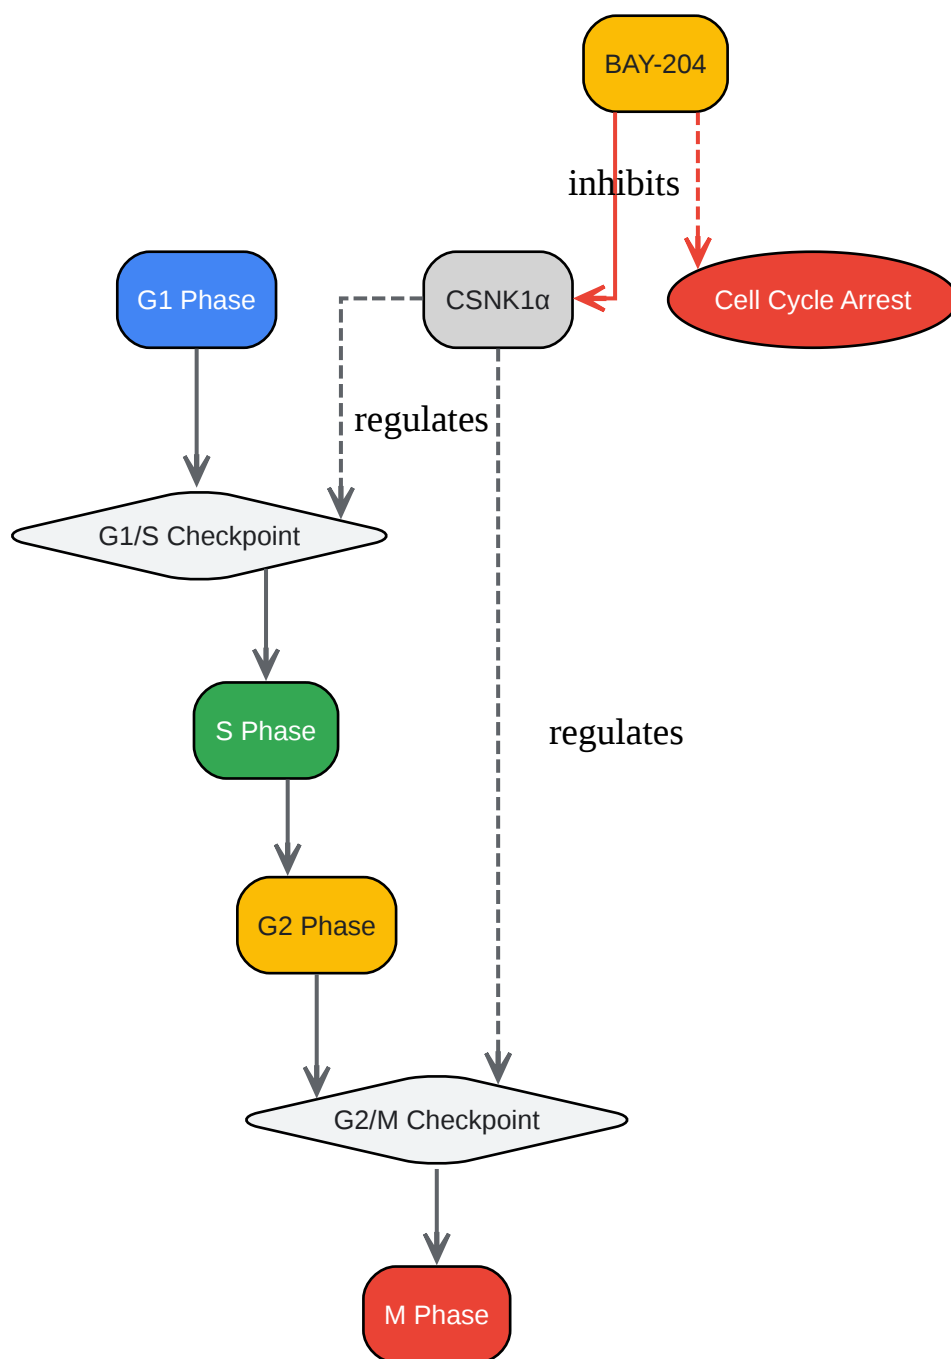 BAY-204
inhibits
G1 Phase
CSNK1α
Cell Cycle Arrest
regulates
G1/S Checkpoint
S Phase
regulates
G2 Phase
G2/M Checkpoint
M Phase